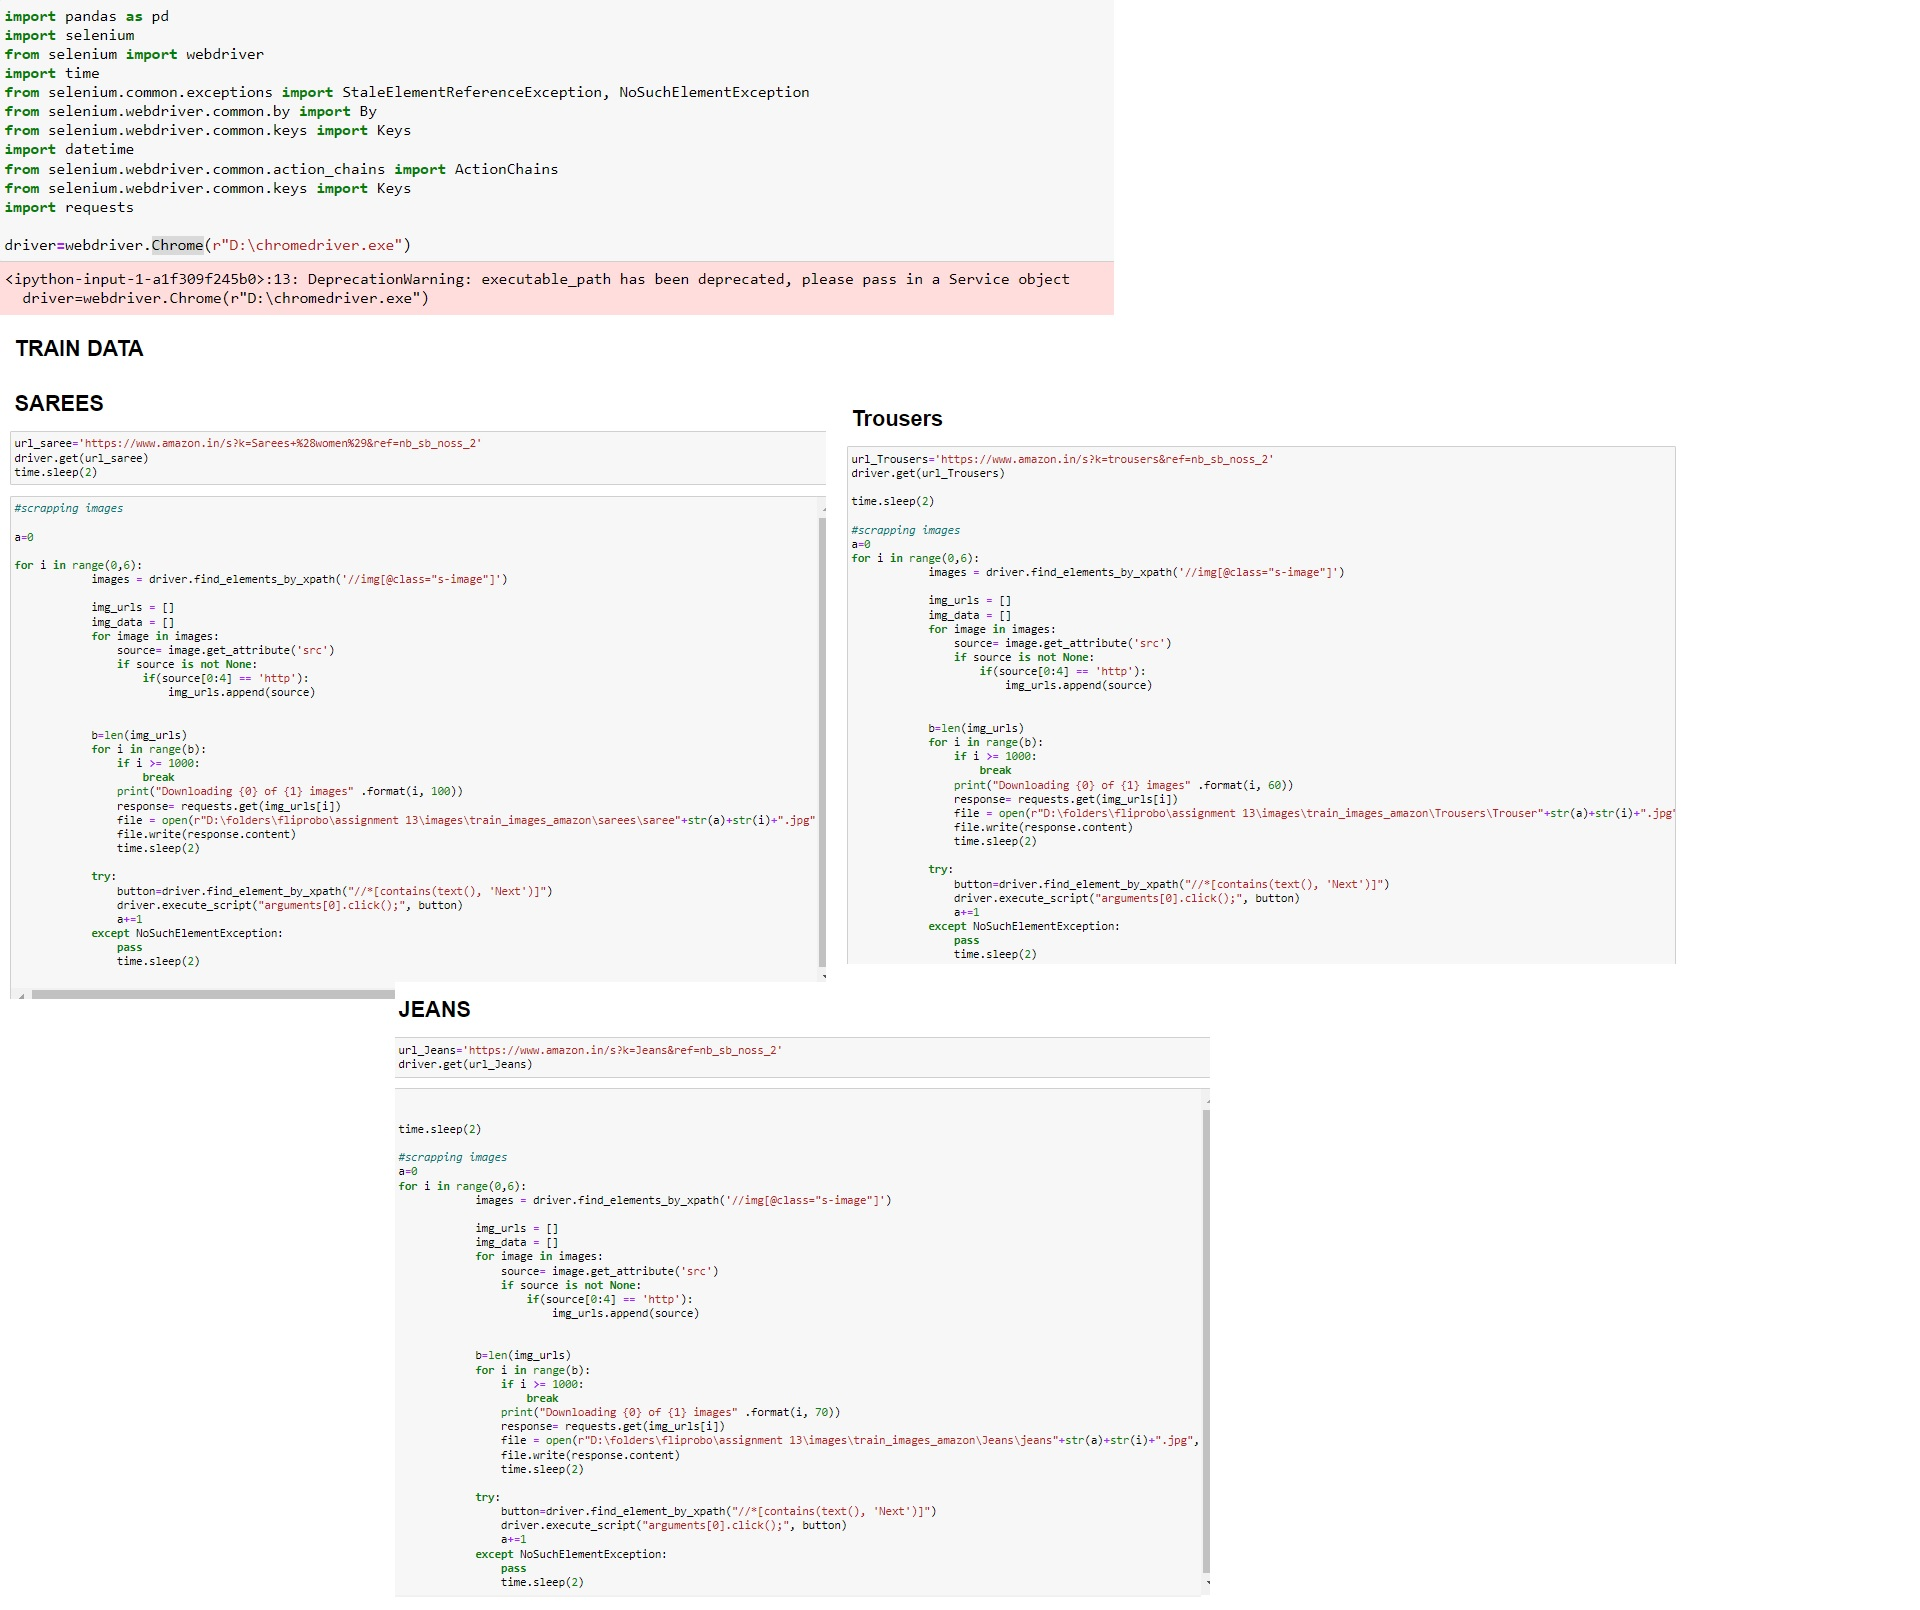 import pandas as pd
import selenium
from selenium import webdriver
import time
from selenium.common.exceptions import StaleElementReferenceException, NoSuchElementException
from selenium.webdriver.common.by import By
from selenium.webdriver.common.keys import Keys
import datetime
from selenium.webdriver.common.action_chains import ActionChains
from selenium.webdriver.common.keys import Keys
import requests
driver=webdriver.Chrome(r"D:\chromedriver.exe")
<ipython-input-1-a1f309f245b0>:13: DeprecationWarning: executable_path has been deprecated, please pass in a Service object
  driver=webdriver.Chrome(r"D:\chromedriver.exe")
TRAIN DATA
SAREES
url_saree='https://www.amazon.in/s?k=Sarees+%28women%29&ref=nb_sb_noss_2'
driver.get(url_saree)
time.sleep(2)
#scrapping images
a=0
for i in range(0,6):
            images = driver.find_elements_by_xpath('//img[@class="s-image"]')
            img_urls = []
            img_data = []
            for image in images:
                source= image.get_attribute('src')
                if source is not None:
                    if(source[0:4] == 'http'):
                        img_urls.append(source)
            b=len(img_urls)
            for i in range(b):
                if i >= 1000:
                    break
                print("Downloading {0} of {1} images" .format(i, 100))
                response= requests.get(img_urls[i])
                file = open(r"D:\folders\fliprobo\assignment 13\images\train_images_amazon\sarees\saree"+str(a)+str(i)+".jpg"
                file.write(response.content)
                time.sleep(2)
            try:
                button=driver.find_element_by_xpath("//*[contains(text(), 'Next')]")
                driver.execute_script("arguments[0].click();", button)
                a+=1
            except NoSuchElementException:
                pass
                time.sleep(2)
Trousers
url_Trousers='https://www.amazon.in/s?k=trousers&ref=nb_sb_noss_2'
driver.get(url_Trousers)
time.sleep(2)
#scrapping images
a=0
for i in range(0,6):
            images = driver.find_elements_by_xpath('//img[@class="s-image"]')
            img_urls = []
            img_data = []
            for image in images:
                source= image.get_attribute('src')
                if source is not None:
                    if(source[0:4] == 'http'):
                        img_urls.append(source)
            b=len(img_urls)
            for i in range(b):
                if i >= 1000:
                    break
                print("Downloading {0} of {1} images" .format(i, 60))
                response= requests.get(img_urls[i])
                file = open(r"D:\folders\fliprobo\assignment 13\images\train_images_amazon\Trousers\Trouser"+str(a)+str(i)+".jpg"
                file.write(response.content)
                time.sleep(2)
            try:
                button=driver.find_element_by_xpath("//*[contains(text(), 'Next')]")
                driver.execute_script("arguments[0].click();", button)
                a+=1
            except NoSuchElementException:
                pass
                time.sleep(2)
JEANS
url_Jeans='https://www.amazon.in/s?k=Jeans&ref=nb_sb_noss_2'
driver.get(url_Jeans)
time.sleep(2)
#scrapping images
a=0
for i in range(0,6):
            images = driver.find_elements_by_xpath('//img[@class="s-image"]')
            img_urls = []
            img_data = []
            for image in images:
                source= image.get_attribute('src')
                if source is not None:
                    if(source[0:4] == 'http'):
                        img_urls.append(source)
            b=len(img_urls)
            for i in range(b):
                if i >= 1000:
                    break
                print("Downloading {0} of {1} images" .format(i, 70))
                response= requests.get(img_urls[i])
                file = open(r"D:\folders\fliprobo\assignment 13\images\train_images_amazon\Jeans\jeans"+str(a)+str(i)+".jpg",
                file.write(response.content)
                time.sleep(2)
            try:
                button=driver.find_element_by_xpath("//*[contains(text(), 'Next')]")
                driver.execute_script("arguments[0].click();", button)
                a+=1
            except NoSuchElementException:
                pass
                time.sleep(2)